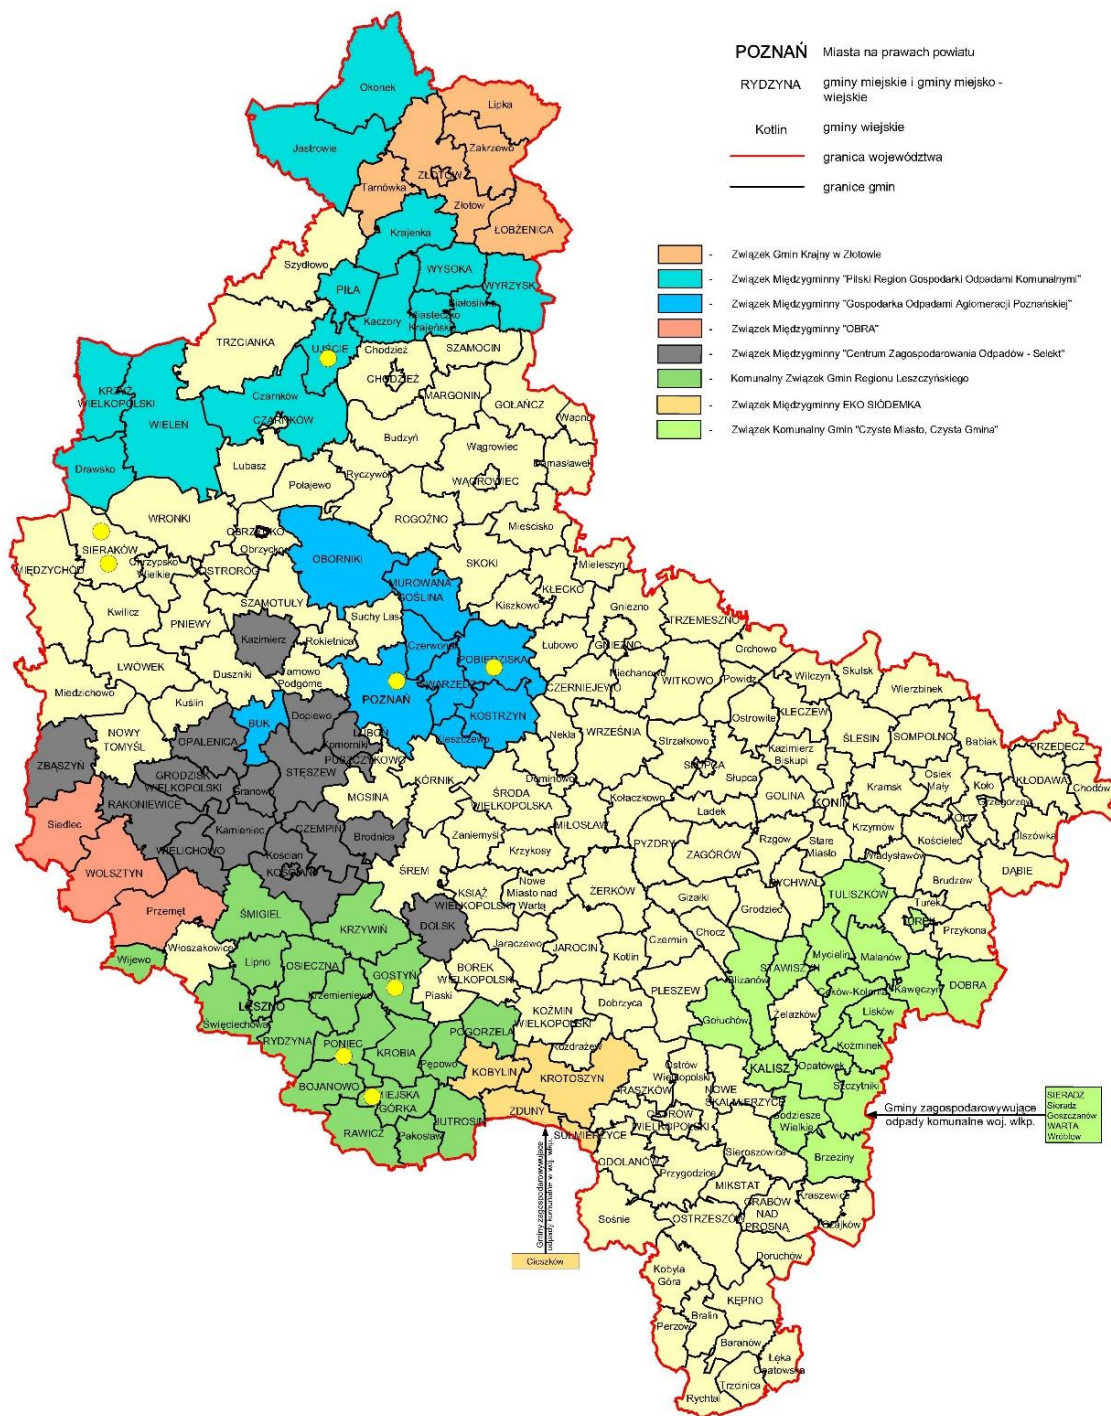 POZNAŃ Miasta na prawach powiatu
RYDZYNA gminy miejskie i gminy miejsko -
wiejskie
Kotlin gminy wiejskie
granica województwa
granice gmin
- Związek Gmin Krajny w Złotowie
- Związek Międzygminny "Pilski Region Gospodarki Odpadami Komunalnymi"
- Związek Międzygminny "Gospodarka Odpadami Aglomeracji Poznańskiej"
- Związek Międzygminny "OBRA"
- Związek Międzygminny "Centrum Zagospodarowania Odpadów - Selekt"
- Komunalny Związek Gmin Regionu Leszczyńskiego
- Związek Międzygminny EKO SIÓDEMKA
- Związek Komunalny Gmin "Czyste Miasto, Czysta Gmina"
Okonek
Lipka
Jastrowie
Zakrzewo
ZŁOTÓW
Tarnówka
Złotow
Krajenka
ŁOBŻENICA
Szydłowo
WYSOKA
PIŁA
WYRZYSK
Białośliwie
Kaczory
Miasteczko
Krajeńskie
TRZCIANKA
UJŚCIE
Chodzież
SZAMOCIN
CHODZIEŻ
KRZYŻ
WIELKOPOLSKI
WIELEŃ
Czarnków
CZARNKÓW
MARGONIN
GOŁAŃCZ
Wapno
Budzyń
Wągrowiec
Damasławek
Drawsko
Lubasz
Połajewo
Ryczywół
WĄGROWIEC
WRONKI
ROGOŹNO
Mieścisko
OBRZYCKO
Obrzycko
OBORNIKI
SIERAKÓW
Chrzypsko
Wielkie
MIĘDZYCHÓD
OSTRORÓG
SKOKI
Mieleszyn
MUROWANA
GOŚLINA
KŁECKO
Kwilicz
PNIEWY
SZAMOTUŁY
Suchy Las
Kiszkowo
Gniezno
TRZEMESZNO
Kazimierz
Rokietnica
Czerwonak
POBIEDZISKA
Łubowo
GNIEZNO
Orchowo
LWÓWEK
Duszniki
Tarnowo
Podgórne
SWARZĘDZ
POZNAŃ
Niechanowo
CZERNIEJEWO
WITKOWO
Powidz
Wilczyn
Skulsk
Wierzbinek
Miedzichowo
Kuślin
BUK
KOSTRZYN
Kleszczewo
Ostrowite
KLECZEW
NOWY
TOMYŚL
OPALENICA
Dopiewo
LUBOŃ
Komorniki
PUSZCZYKOWO
Nekla
WRZEŚNIA
Strzałkowo
Kazimierz
Biskupi
ŚLESIN
SOMPOLNO
Babiak
PRZEDECZ
ZBĄSZYŃ
GRODZISK
WIELKOPOLSKI
STĘSZEW
Granowo
MOSINA
KÓRNIK
Dominowo
SŁUPCA
Słupca
KŁODAWA
Chodów
RAKONIEWICE
ŚRODA
WIELKOPOLSKA
Kołaczkowo
GOLINA
KONIN
Kramsk
Osiek
Mały
Koło
Grzegorzew
KOŁO
Siedlec
Kamieniec
CZEMPIŃ
Brodnica
Zaniemyśl
MIŁOSŁAW
Ladek
Krzymów
Kościelec
Olszówka
WIELICHOWO
Kościan
KOŚCIAN
Krzykosy
PYZDRY
ZAGÓRÓW
Rzgów
Stare
Miasto
Władysławów
DĄBIE
WOLSZTYN
ŚREM
KSIĄŻ
WIELKOPOLSKI
Nowe
Miasto nad
Wartą
ŻERKÓW
Gizałki
Grodziec
RYCHWAŁ
TULISZKÓW
Brudzew
Przemęt
ŚMIGIEL
KRZYWIŃ
DOLSK
Chocz
Turek
TUREK
Przykona
Włoszakowice
Wijewo
Lipno
OSIECZNA
GOSTYŃ
Jaraczewo
JAROCIN
Czermin
Kotlin
STAWISZYN
Mycielin
Malanów
LESZNO
Krzemieniewo
BOREK
WIELKOPOLSKI
Piaski
Blizanów
Ceków-Kolonia
Kawęczyn
DOBRA
Święciechowa
RYDZYNA
PONIEC
KROBIA
POGORZELA
KOŹMIN
WIELKOPOLSKI
Dobrzyca
PLESZEW
Gołuchów
Żelazków
Lisków
Pępowo
Rozdrażew
KALISZ
Opatówek
Koźminek
BOJANOWO
MIEJSKA
GÓRKA
KOBYLIN
KROTOSZYN
Ostrów
Wielkopolski
RASZKÓW
NOWE
SKALMIERZYCE
Szczytniki
RAWICZ
Pakosław
JUTROSIN
ZDUNY
SULMIERZYCE
OSTRÓW
WIELKOPOLSKI
Godziesze
Wielkie
Gminy zagospodarowywujące
odpady komunalne woj. włkp.
SIERADZ
Sieradz
Goszczanów
WARTA
Wróblew
ODOLANÓW
Przygodzice
Sieroszowice
Brzeziny
MIKSTAT
Sośnie
OSTRZESZÓW
GRABÓW
NAD
PROSNĄ
Kraszewice
Czajków
Gminy zagospodarowywujące
odpady komunalne w woj. włkp.
Cieszków
Doruchów
Kobyla
Góra
KĘPNO
Bralin
Perzow
Baranów
Łęka
Opatowska
Trzcinica
Rychtal